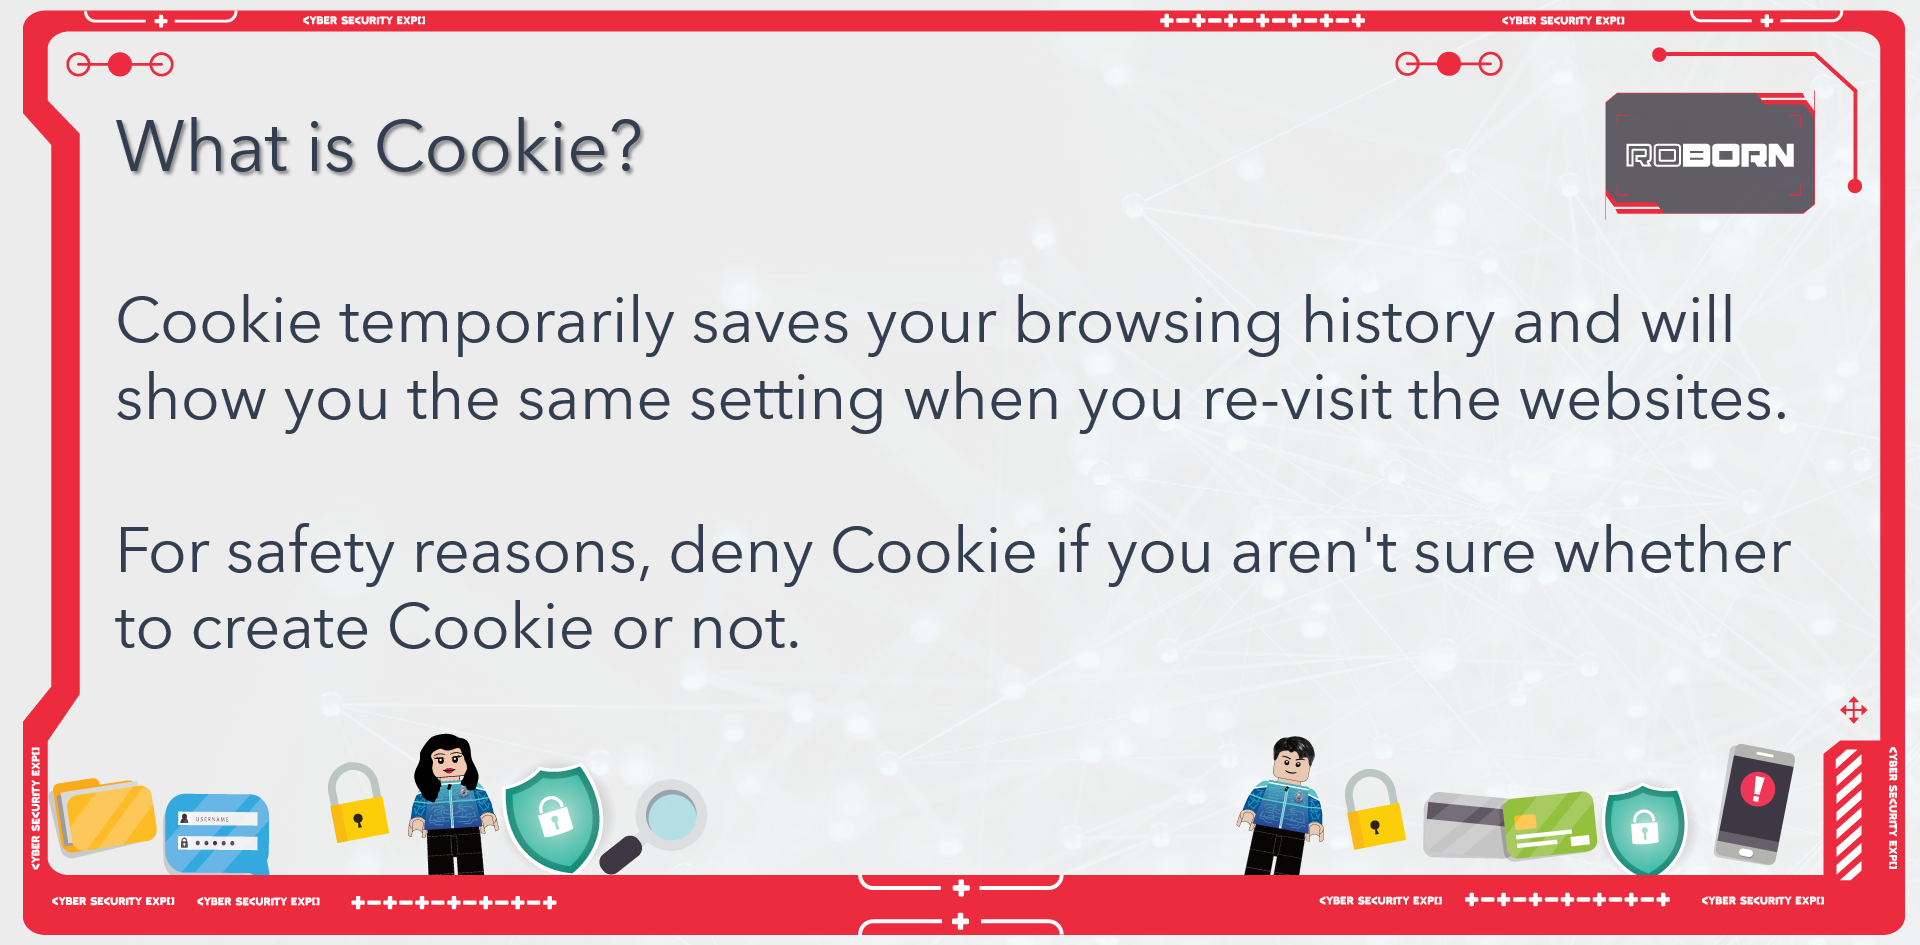 CYBER SECURITY EXPO
CYBER SECURITY EXPO
What is Cookie?
ROBORN
Cookie temporarily saves your browsing history and will
show you the same setting when you re-visit the websites.
For safety reasons, deny Cookie if you aren't sure whether
to create Cookie or not.
CYBER SECURITY EXPO
USERNAME
CYBER SECURITY EXPO
CYBER SECURITY EXPO
CYBER SECURITY EXPO
CYBER SECURITY EXPO
CYBER SECURITY EXPO